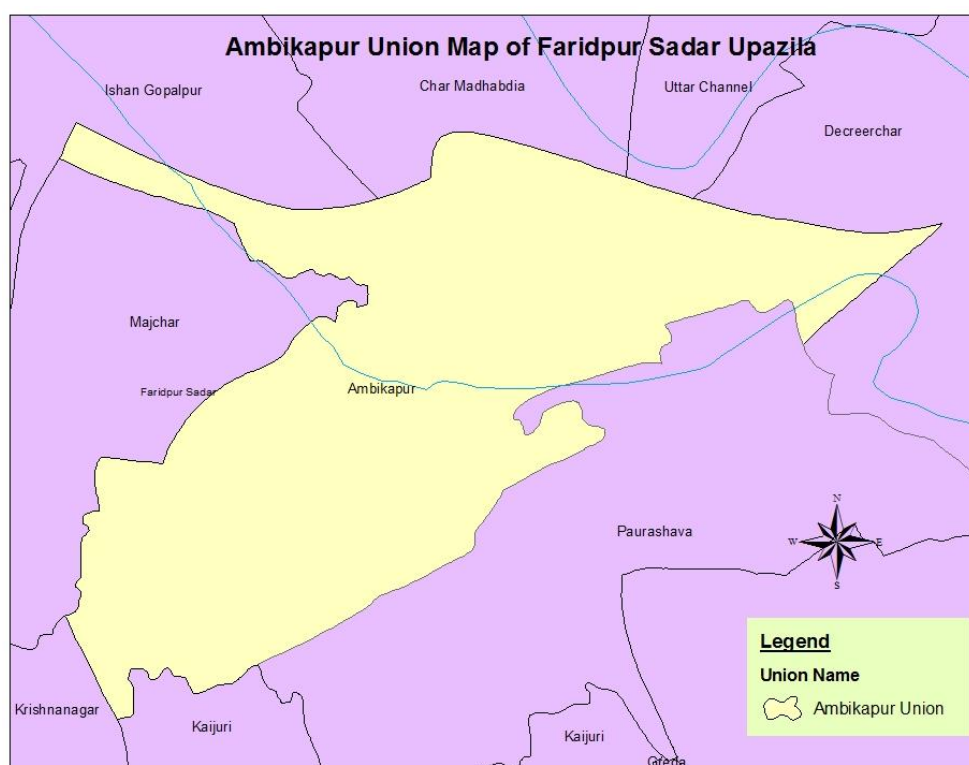 Ambikapur Union Map of Faridpur Sadar Upazila
Ishan Gopalpur
Char Madhabdia
Uttar Channel
Decreerchar
Majchar
Faridpur Sadar
Ambikapur
Paurashava
N
W
E
S
Legend
Union Name
Ambikapur Union
Krishnanagar
Kaijuri
Kaijuri
Greda